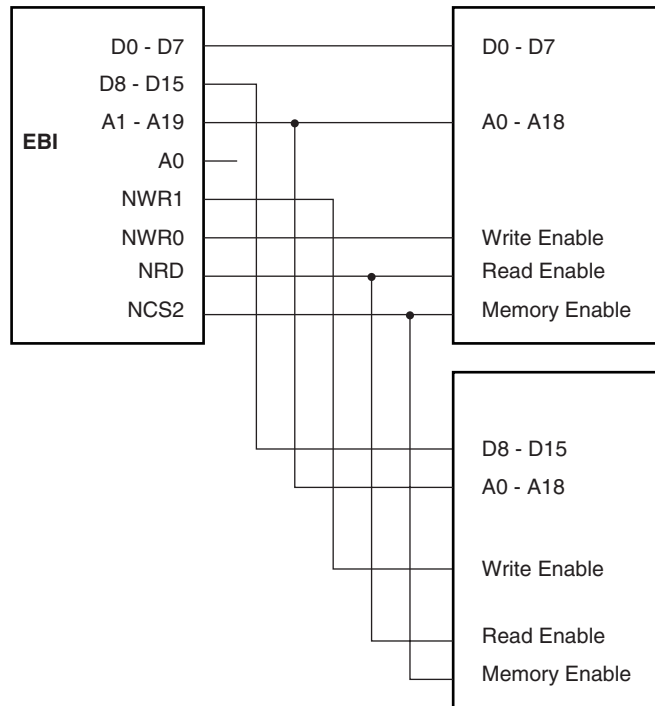 D0 - D7
D8 - D15
A1 - A19
EBI
A0
NWR1
NWR0
NRD
NCS2
D0 - D7
A0 - A18
Write Enable
Read Enable
Memory Enable
D8 - D15
A0 - A18
Write Enable
Read Enable
Memory Enable